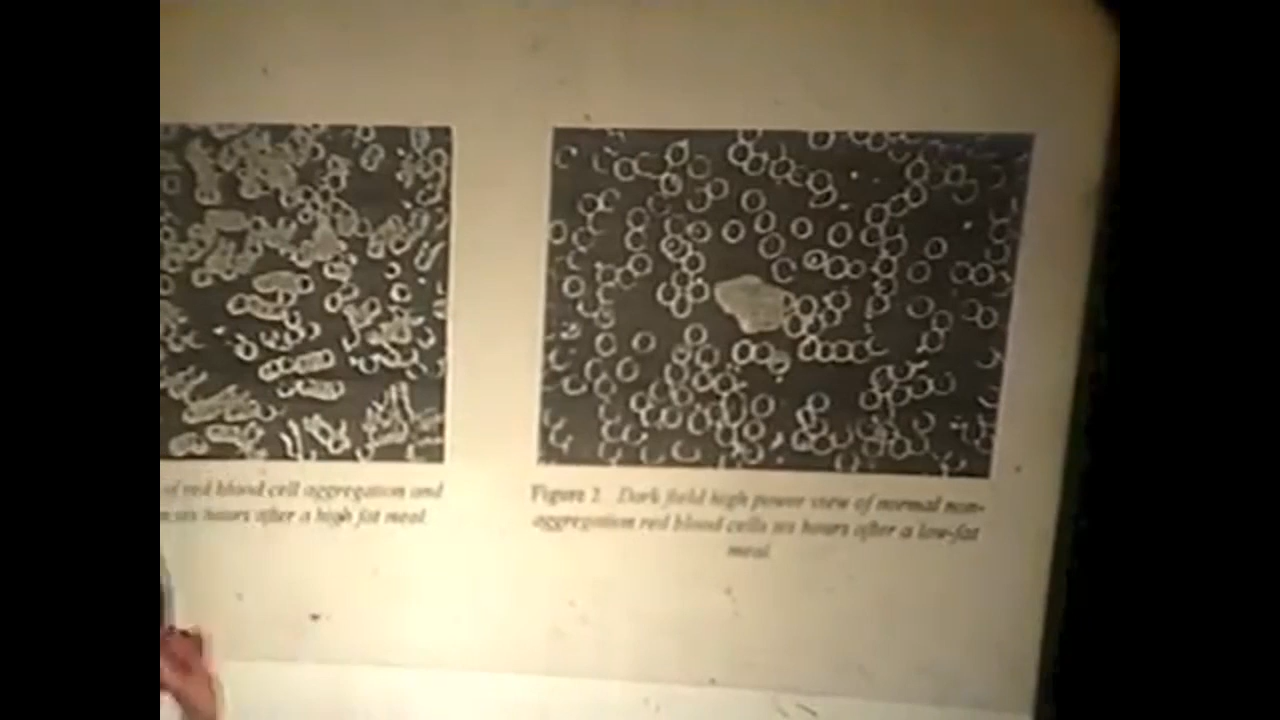 of red blood cell aggregation and
hours after a high fat meal
Figure 2 Dark field high power view of normal non-
aggregation red blood cells six hours after a low-fat
meal